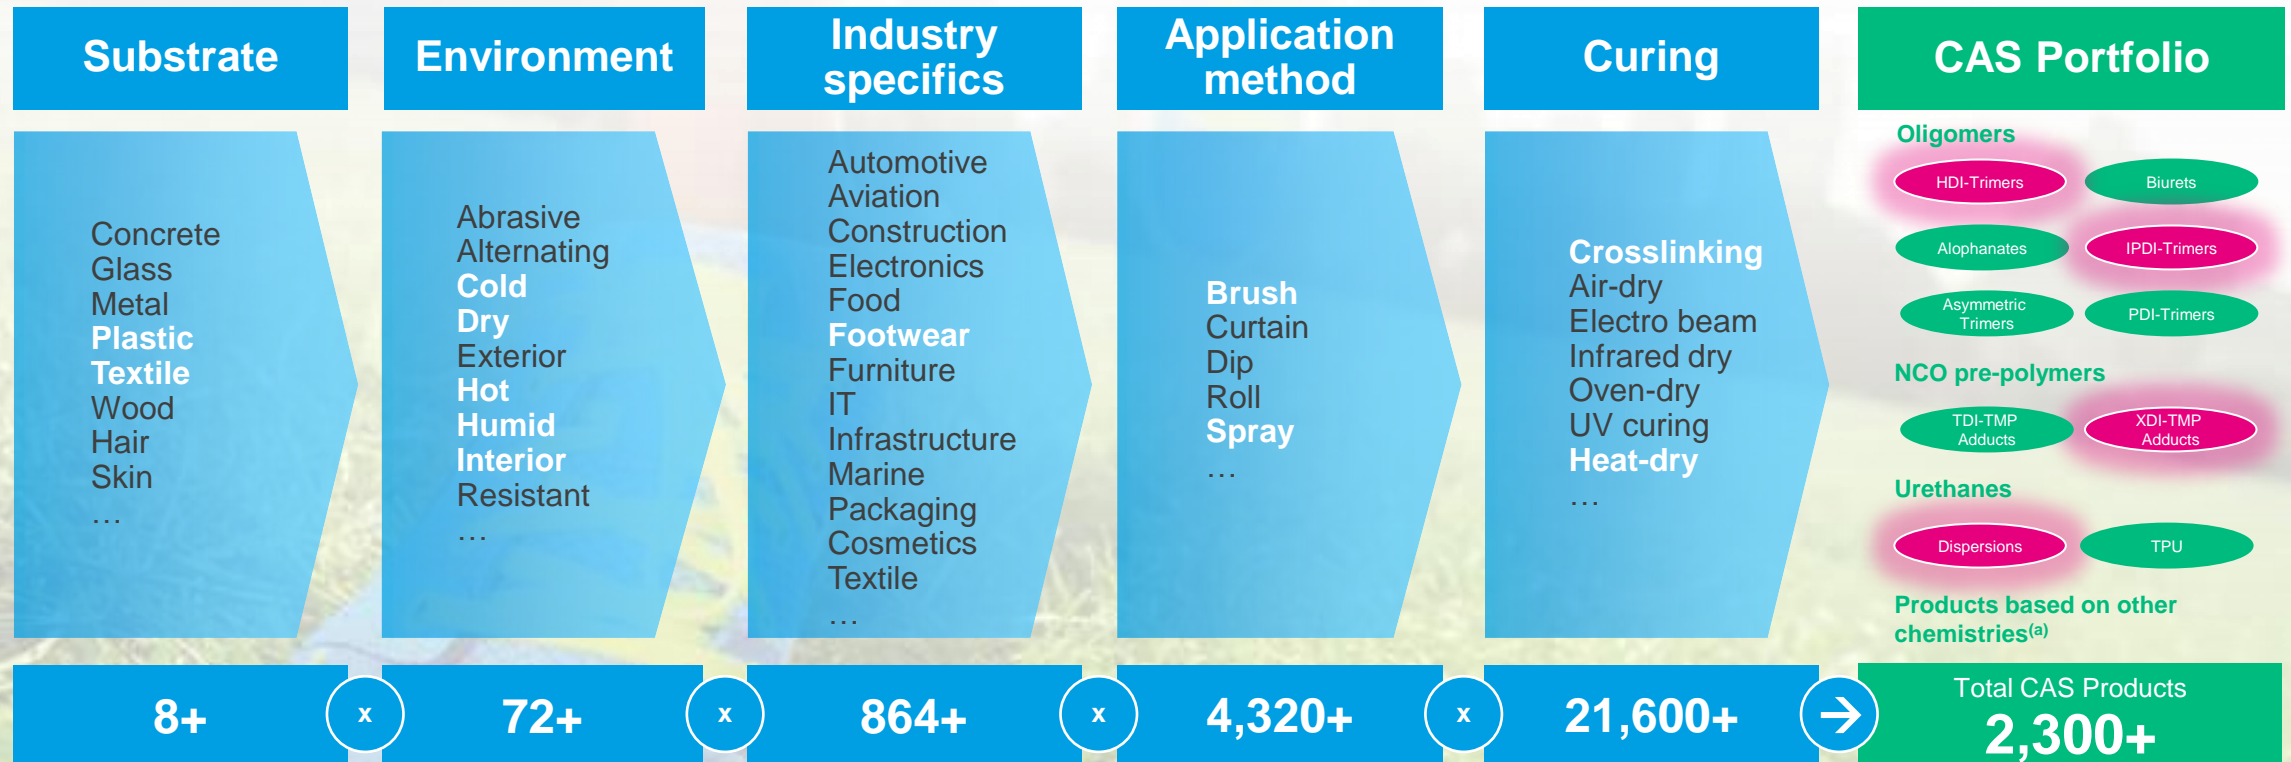 Substrate
Concrete
Glass
Metal
Plastic
Textile
Wood
Hair
Skin
…
8+
x
Environment
Abrasive
Alternating
Cold
Dry
Exterior
Hot
Humid
Interior
Resistant
…
72+
x
Industry
specifics
Automotive
Aviation
Construction
Electronics
Food
Footwear
Furniture
IT
Infrastructure
Marine
Packaging
Cosmetics
Textile
…
864+
x
Application
method
Brush
Curtain
Dip
Roll
Spray
…
4,320+
x
Curing
Crosslinking
Air-dry
Electro beam
Infrared dry
Oven-dry
UV curing
Heat-dry
…
21,600+
→
CAS Portfolio
Oligomers
HDI-Trimers
Biurets
Alophanates
IPDI-Trimers
Asymmetric
Trimers
PDI-Trimers
NCO pre-polymers
TDI-TMP
Adducts
XDI-TMP
Adducts
Urethanes
Dispersions
TPU
Products based on other
chemistries(a)
Total CAS Products
2,300+